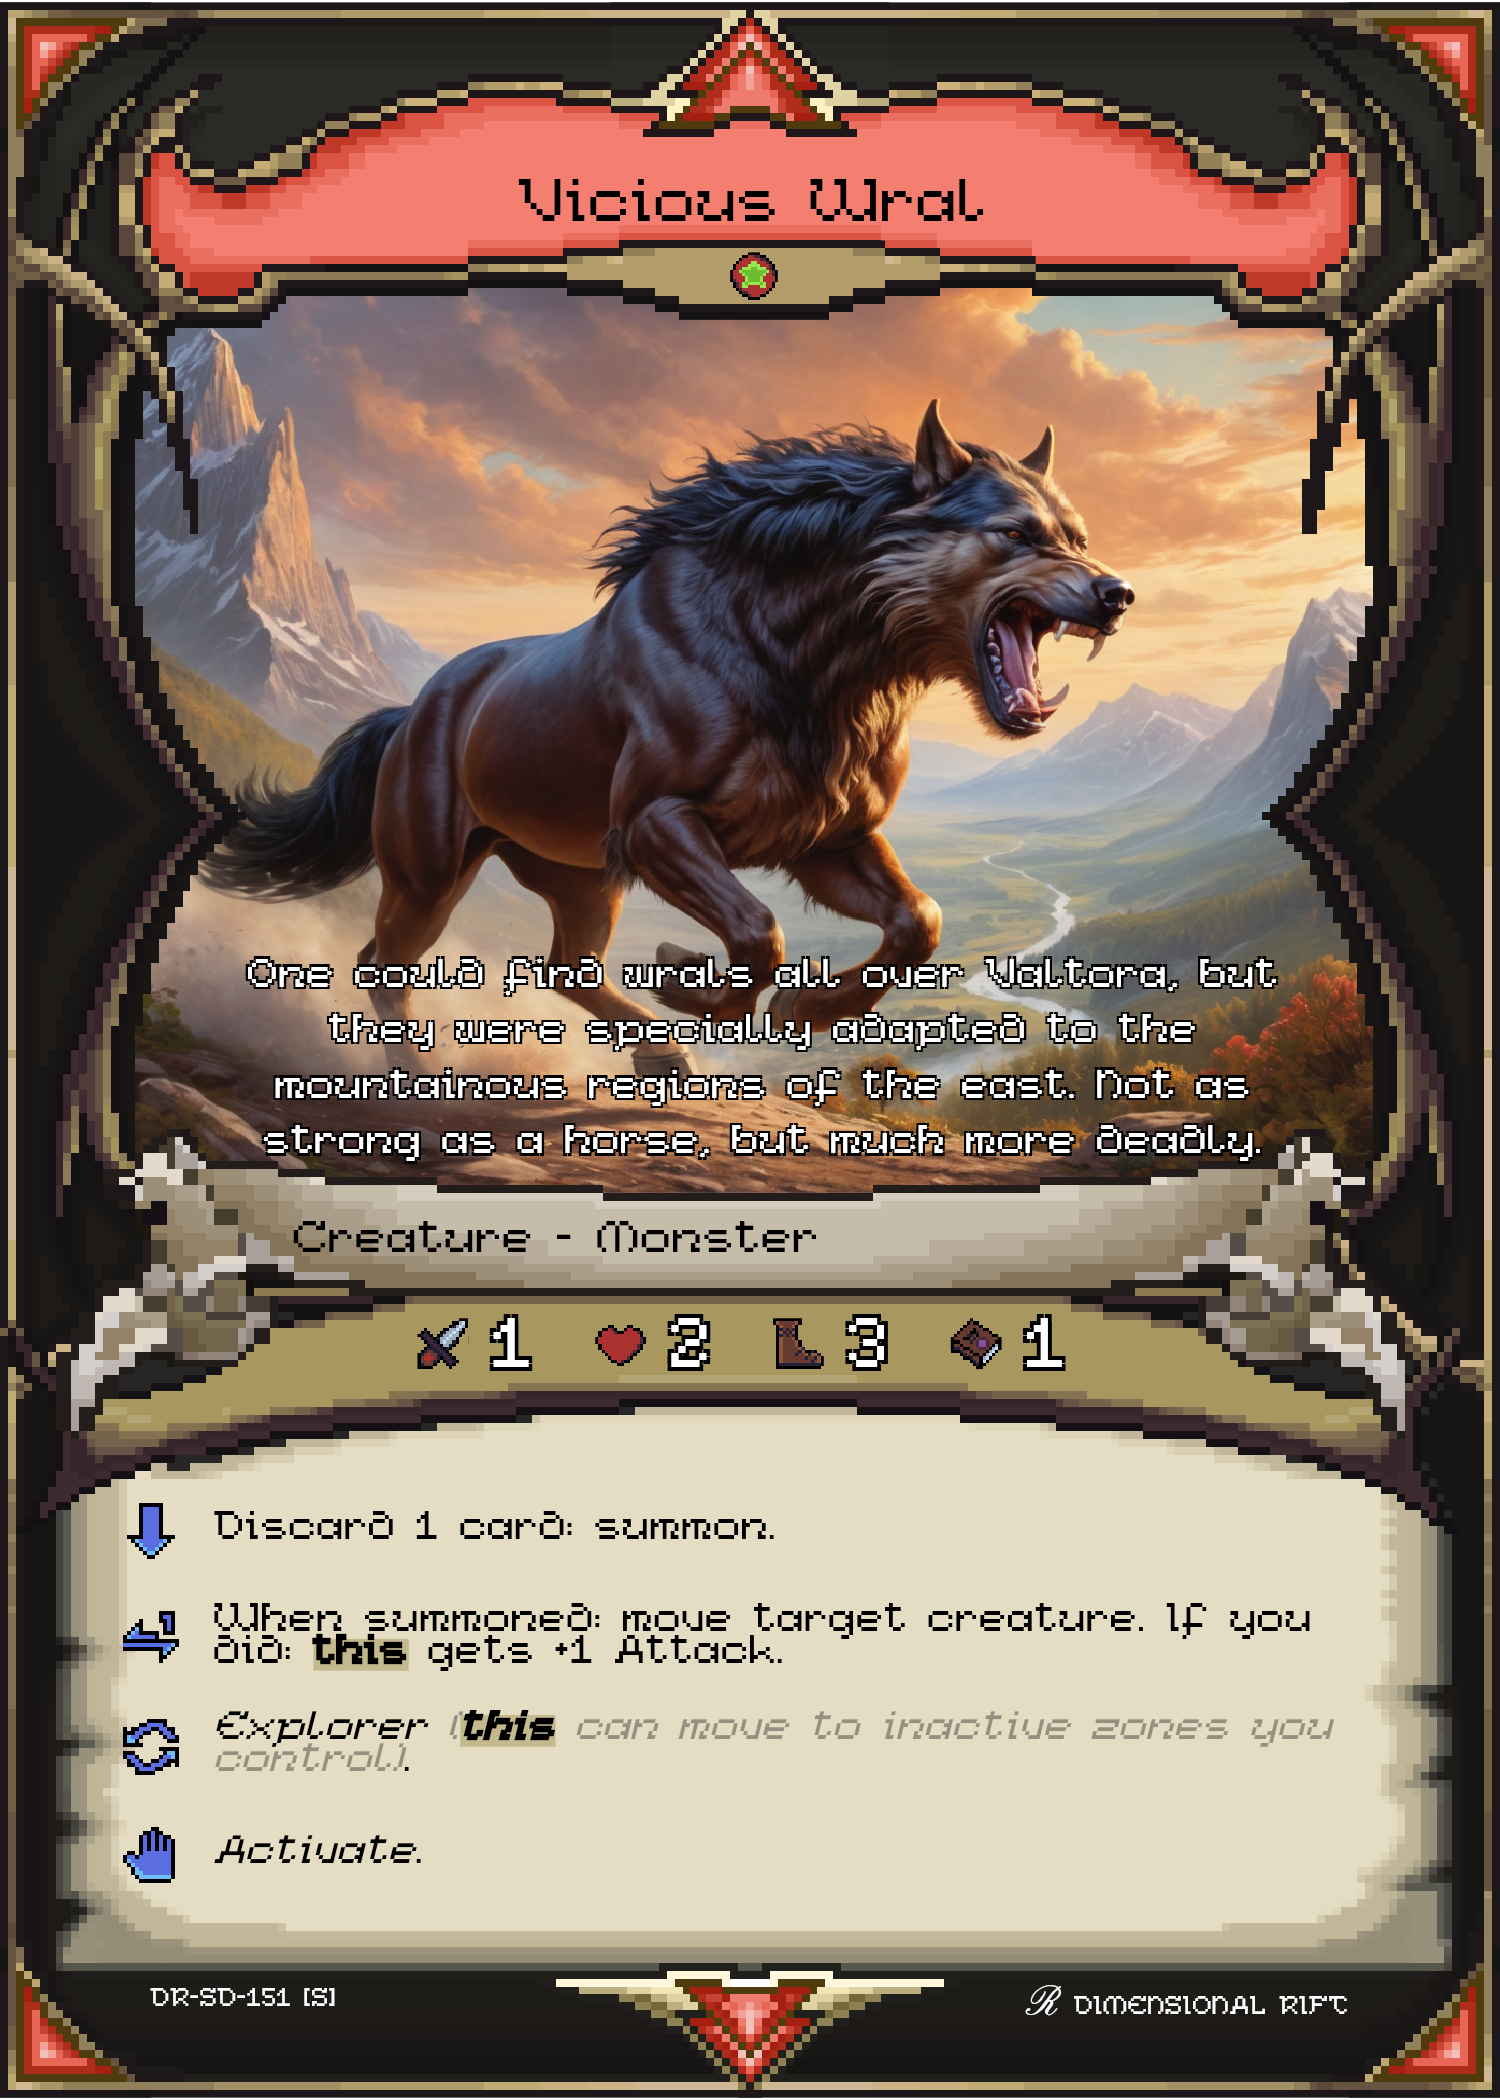 Vicious Wral
One could find wrals all over Valtora, but
they were specially adapted to the
mountainous regions of the east. Not as
strong as a horse, but much more deadly.
Creature - Monster
1 2 3 1
Discard 1 card: summon.
When summoned: move target creature. If you
did: this gets +1 Attack.
Explorer (this can move to inactive zones you
control).
Activate.
DR-SD-151 [S]
ℛ DIMENSIONAL RIFT